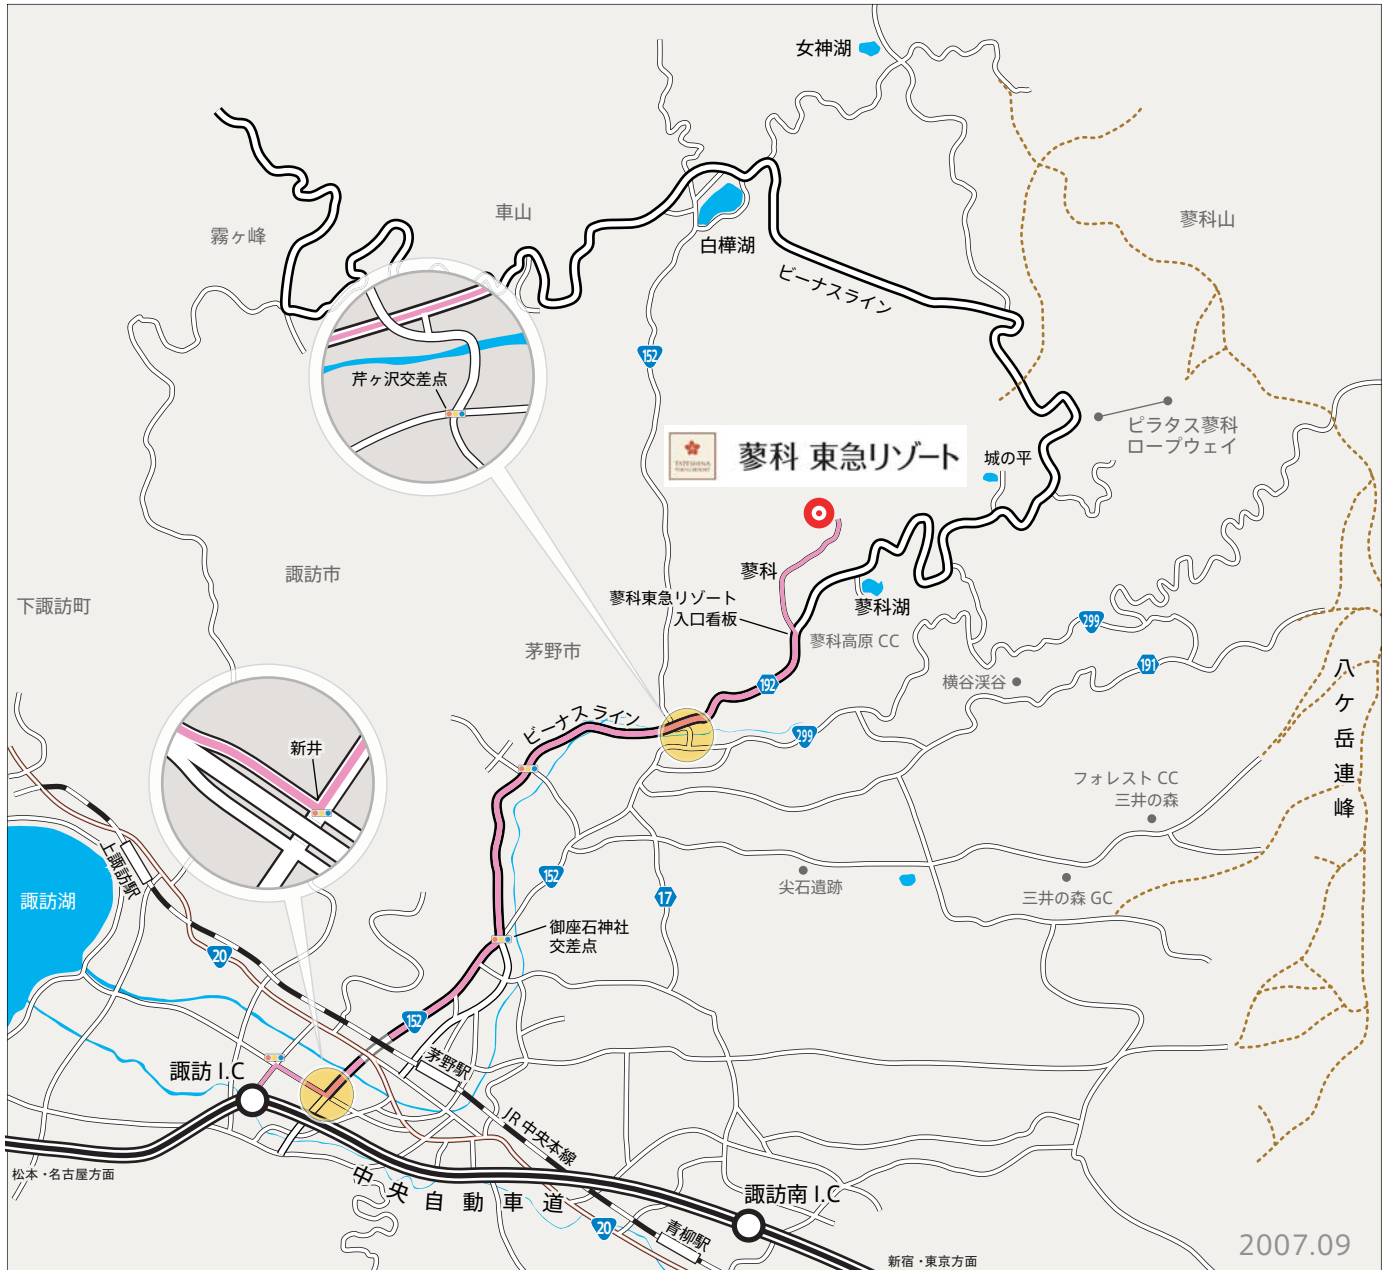 女神湖
車山
蓼科山
霧ヶ峰
白樺湖
ビーナスライン
152
芹ヶ沢交差点
ピラタス蓼科
ロープウェイ
TATESHINA
TOKYU RESORT
蓼科 東急リゾート
城の平
諏訪市
蓼科
下諏訪町
蓼科東急リゾート
入口看板
蓼科湖
299
茅野市
蓼科高原 CC
191
八ケ岳連峰
横谷渓谷
192
ビーナスライン
299
新井
フォレスト CC
三井の森
上諏訪駅
152
尖石遺跡
17
三井の森 GC
諏訪湖
御座石神社
交差点
20
152
茅野駅
諏訪 I.C
JR 中央本線
松本・名古屋方面
中央自動車道
諏訪南 I.C
20
青柳駅
2007.09
新宿・東京方面